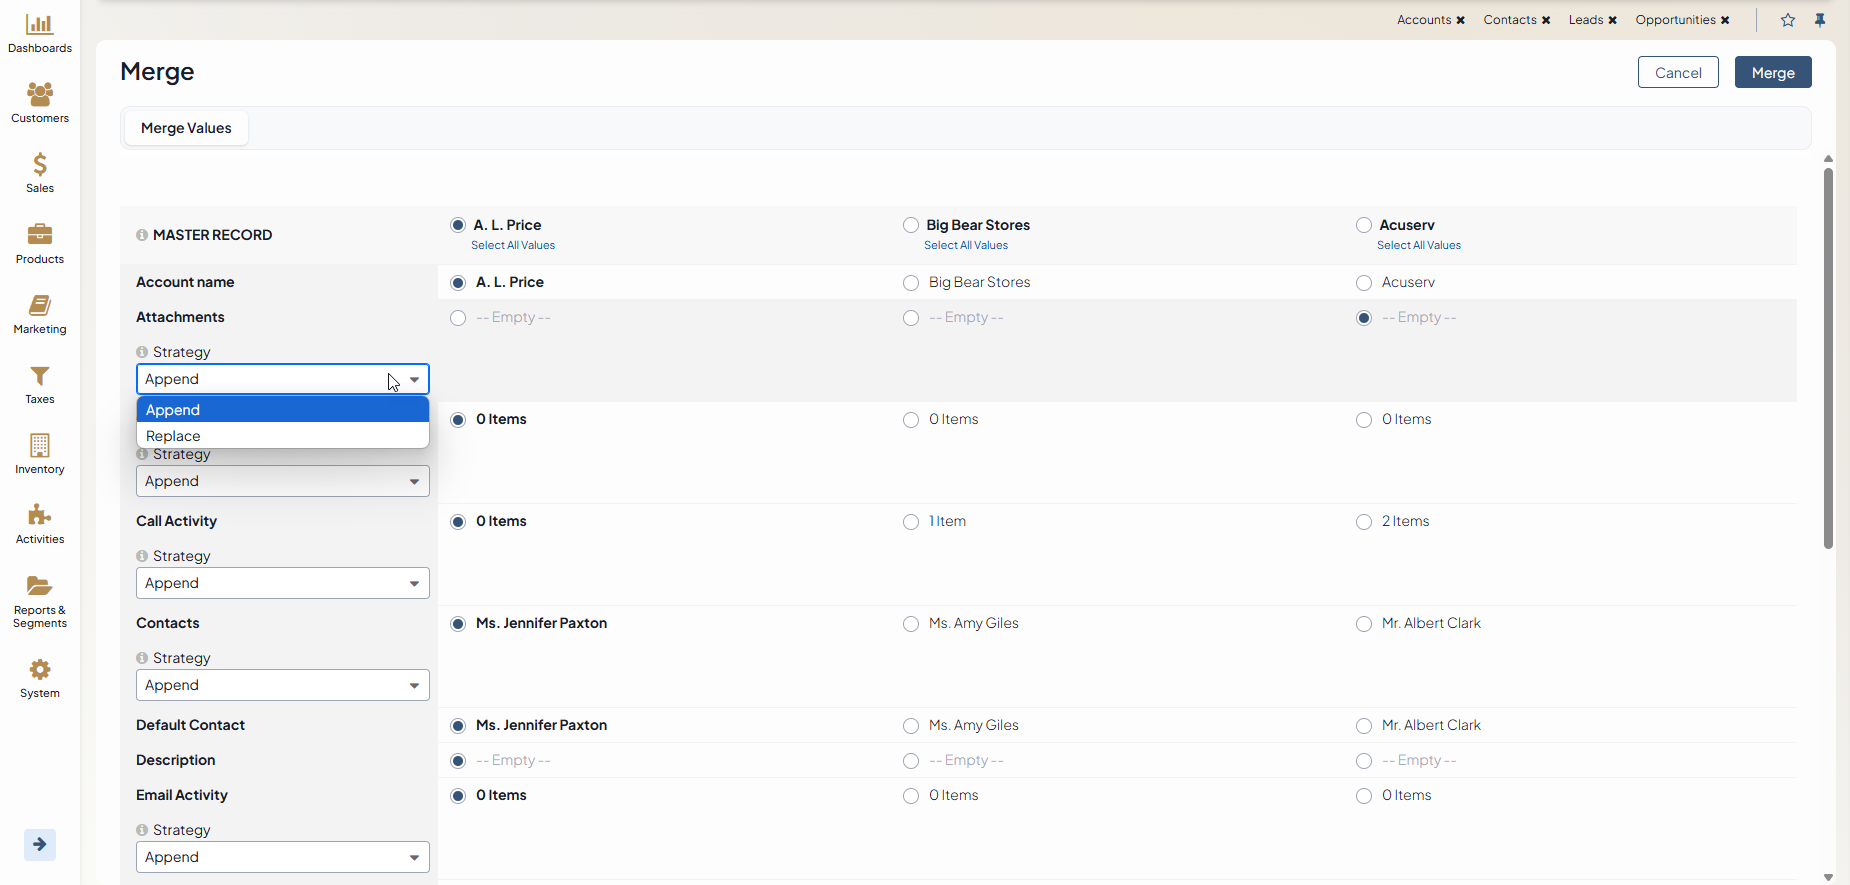 Accounts ✖ Contacts ✖ Leads ✖ Opportunities ✖
Dashboards
Customers
Sales
Products
Marketing
Taxes
Inventory
Activities
Reports &
Segments
System
Merge
Cancel
Merge
Merge Values
MASTER RECORD
A. L. Price
Select All Values
Big Bear Stores
Select All Values
Acuserv
Select All Values
Account name
A. L. Price
Big Bear Stores
Acuserv
Attachments
-- Empty --
-- Empty --
-- Empty --
Strategy
Append
Append
Replace
0 Items
0 Items
0 Items
Strategy
Append
Call Activity
0 Items
1 Item
2 Items
Strategy
Append
Contacts
Ms. Jennifer Paxton
Ms. Amy Giles
Mr. Albert Clark
Strategy
Append
Default Contact
Ms. Jennifer Paxton
Ms. Amy Giles
Mr. Albert Clark
Description
-- Empty --
-- Empty --
-- Empty --
Email Activity
0 Items
0 Items
0 Items
Strategy
Append